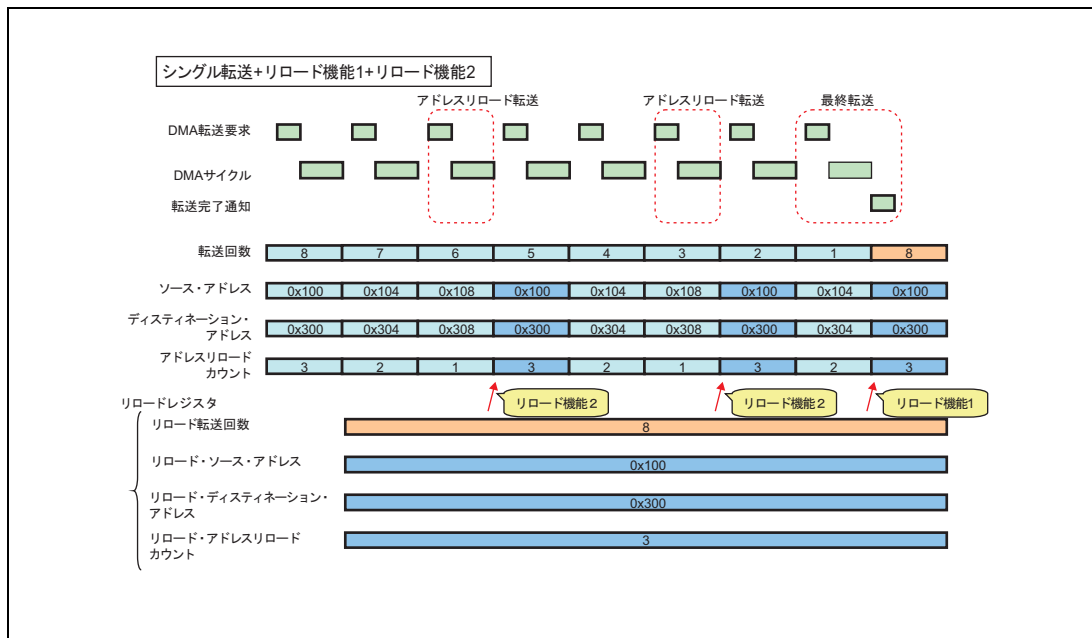 シングル転送+リロード機能1+リロード機能2
アドレスリロード転送 アドレスリロード転送 最終転送
DMA転送要求
DMAサイクル
転送完了通知
転送回数 8 7 6 5 4 3 2 1 8
ソース・アドレス 0x100 0x104 0x108 0x100 0x104 0x108 0x100 0x104 0x100
ディスティネーション・
アドレス 0x300 0x304 0x308 0x300 0x304 0x308 0x300 0x304 0x300
アドレスリロード
カウント 3 2 1 3 2 1 3 2 3
リロード機能2 リロード機能2 リロード機能1
リロードレジスタ
リロード転送回数 8
リロード・ソース・アドレス 0x100
リロード・ディスティネーション・
アドレス 0x300
リロード・アドレスリロード
カウント 3